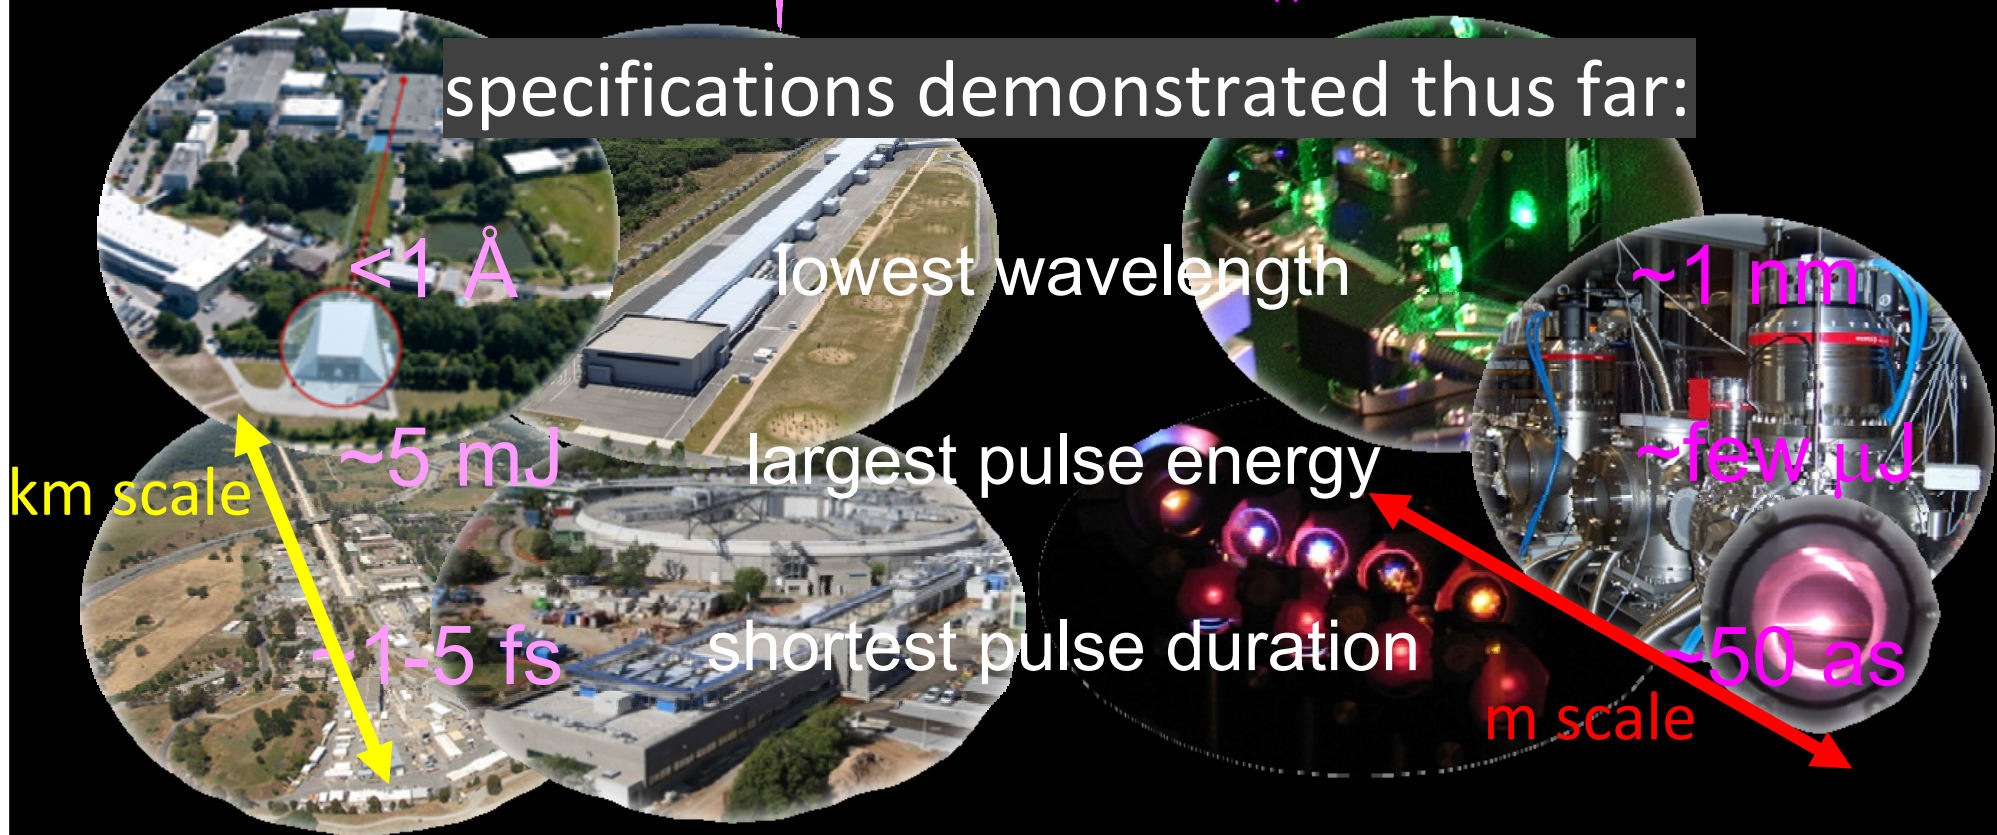 specifications demonstrated thus far:
<1 Å lowest wavelength ~1 nm
~5 mJ largest pulse energy ~few µJ
km scale
~1-5 fs shortest pulse duration ~50 as
m scale